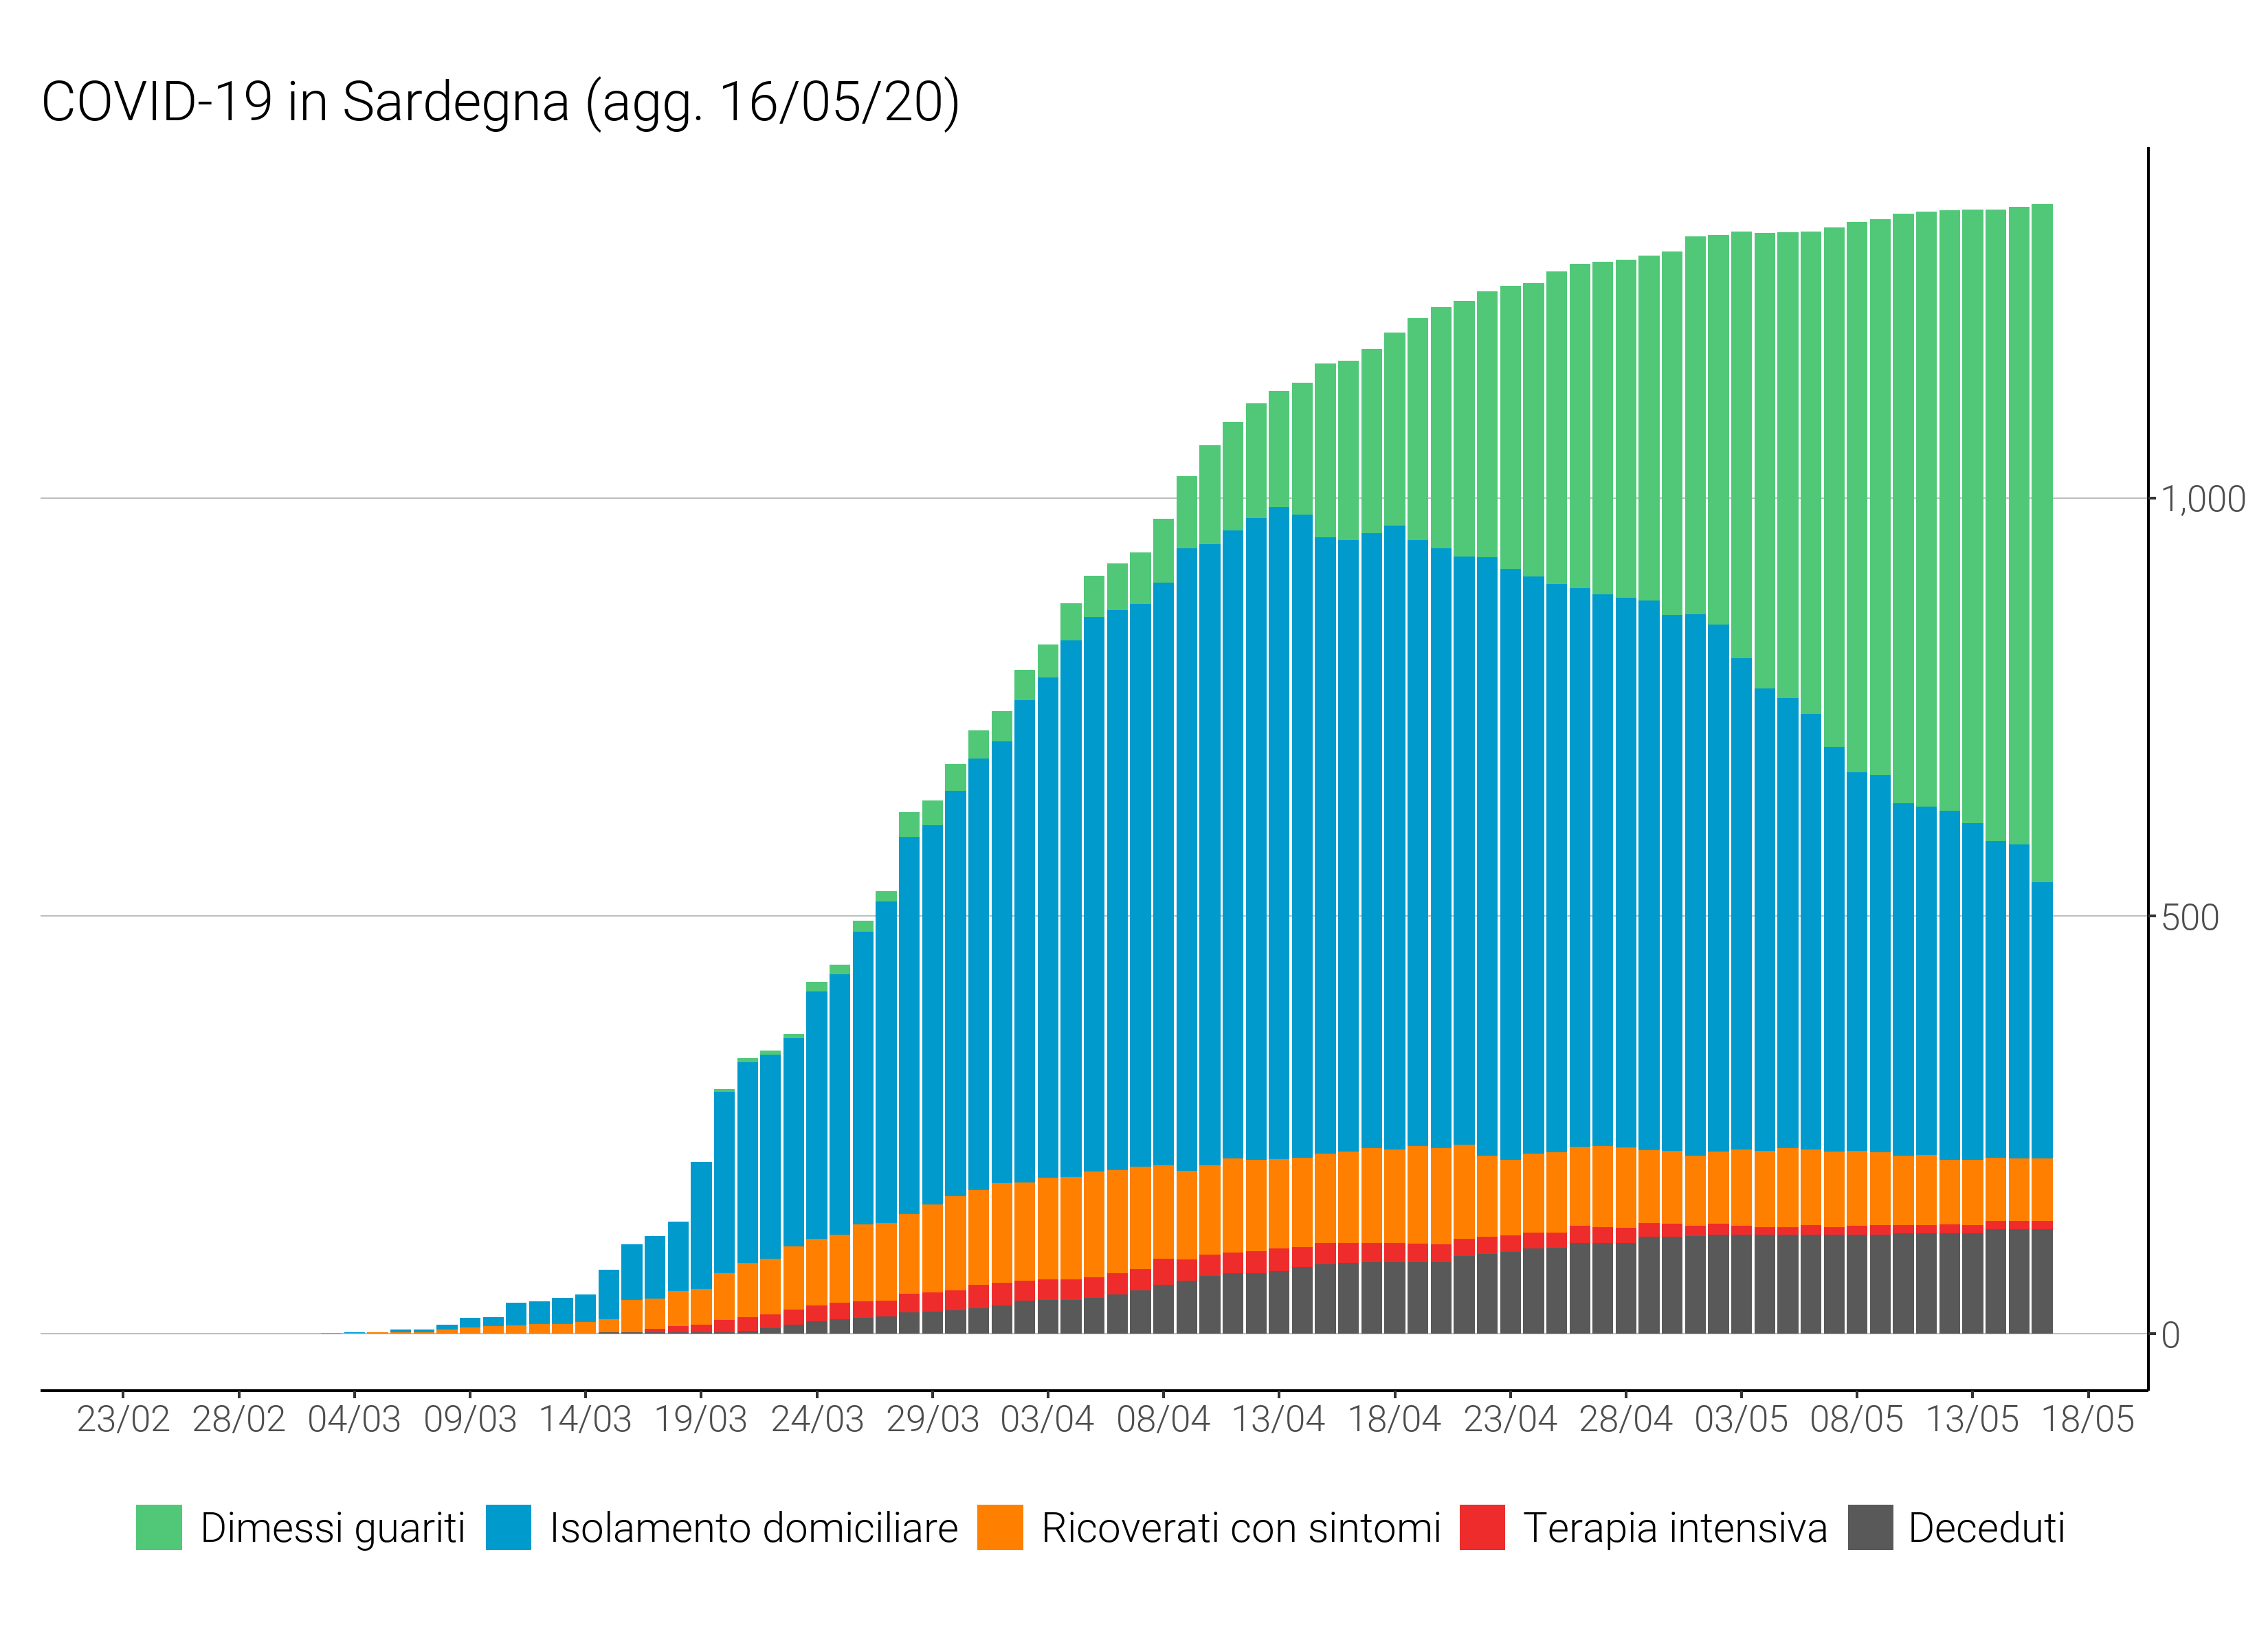 COVID-19 in Sardegna (agg. 16/05/20)
1,000
500
0
23/02 28/02 04/03 09/03 14/03 19/03 24/03 29/03 03/04 08/04 13/04 18/04 23/04 28/04 03/05 08/05 13/05 18/05
Dimessi guariti Isolamento domiciliare Ricoverati con sintomi Terapia intensiva Deceduti